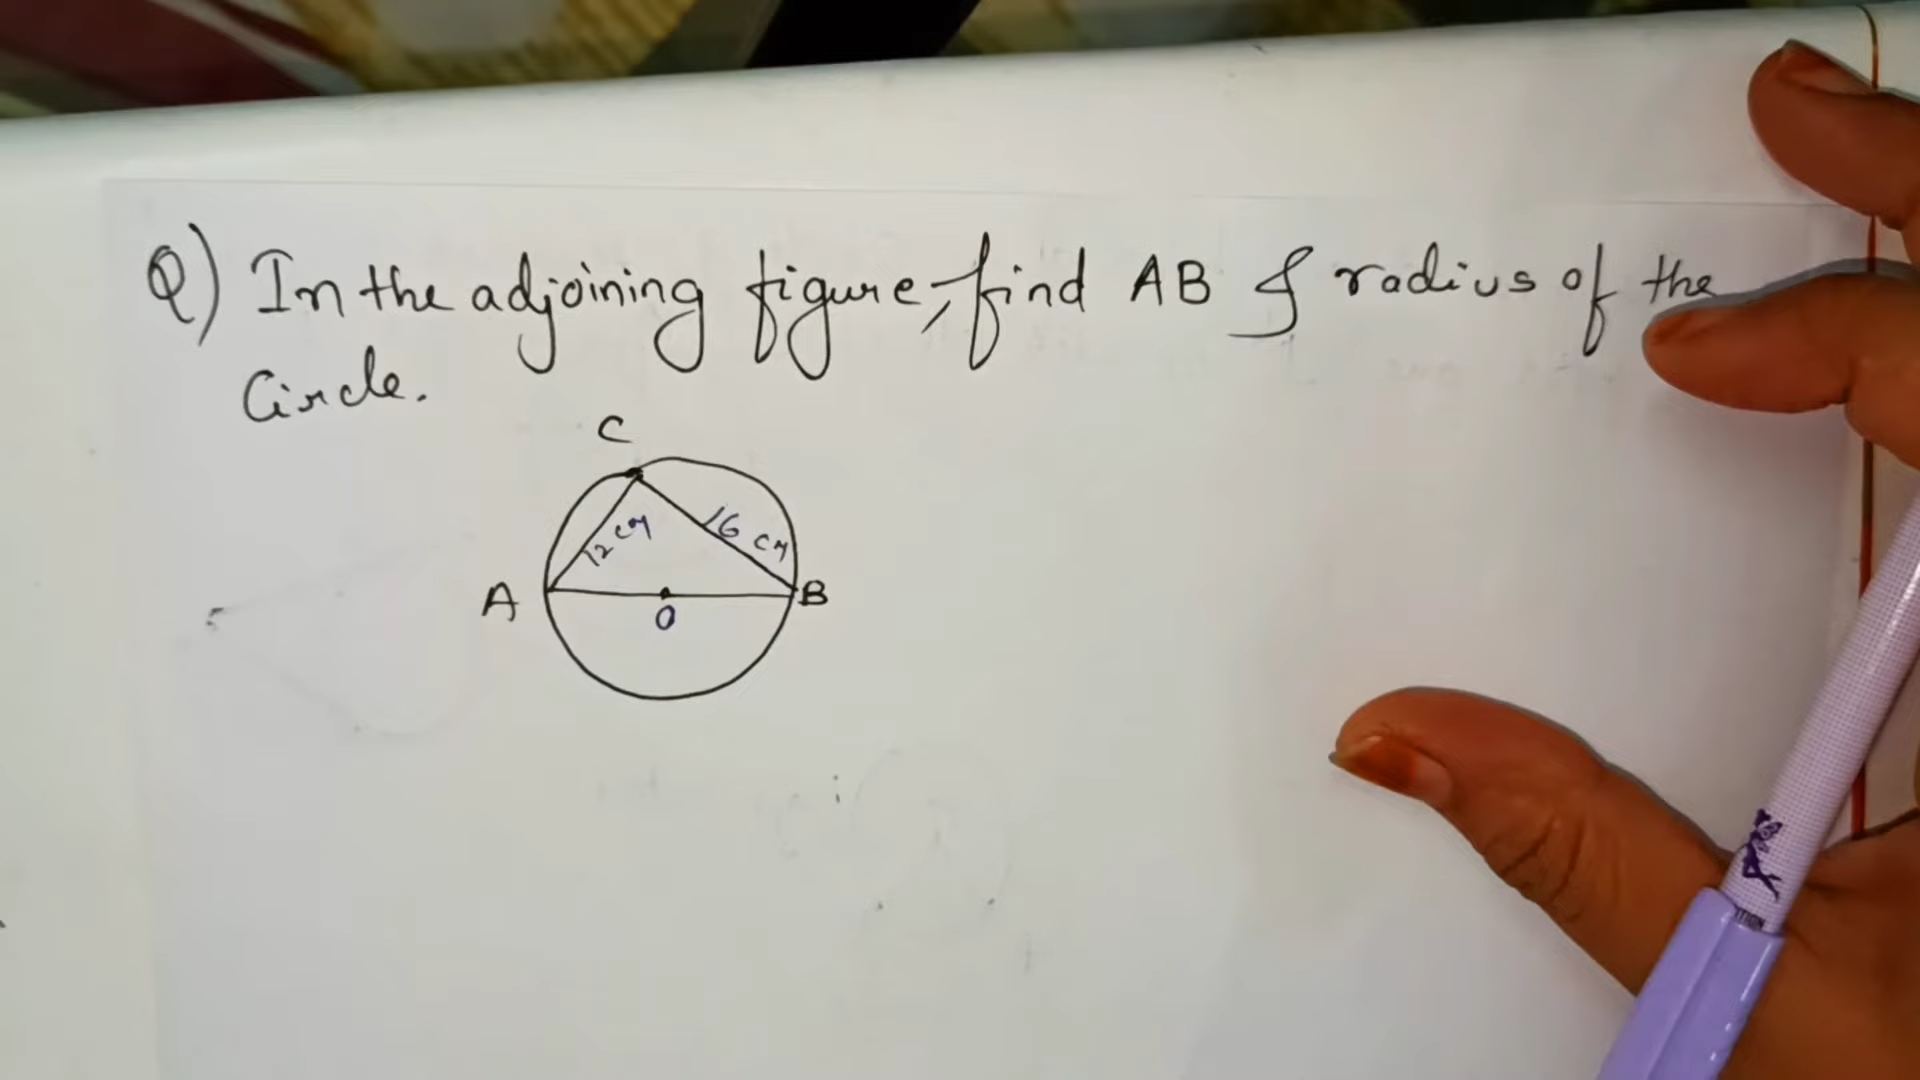 Q) In the adjoining figure, find AB & radius of the
Circle.
C
12 cm
16 cm
A
B
O